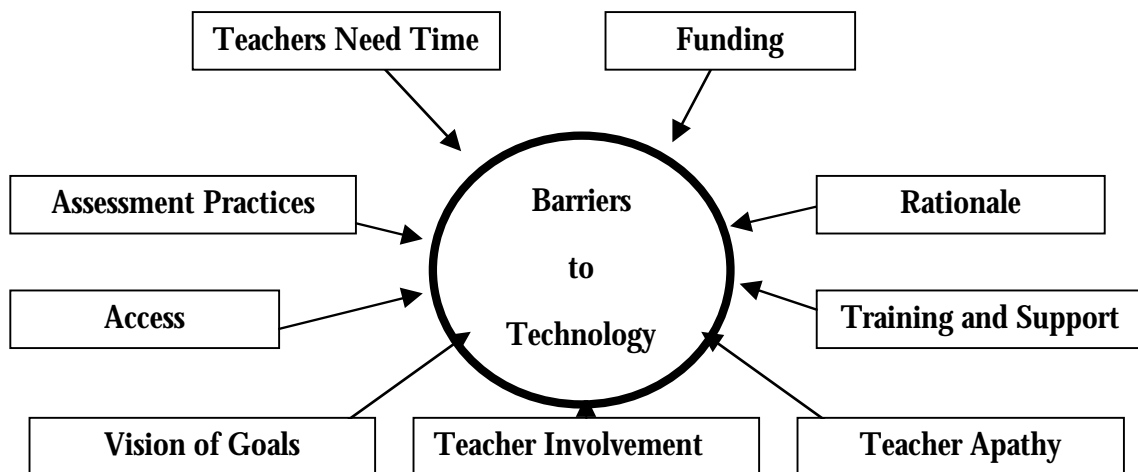 Teachers Need Time
Funding
Assessment Practices
Barriers
to
Technology
Rationale
Access
Training and Support
Vision of Goals
Teacher Involvement
Teacher Apathy